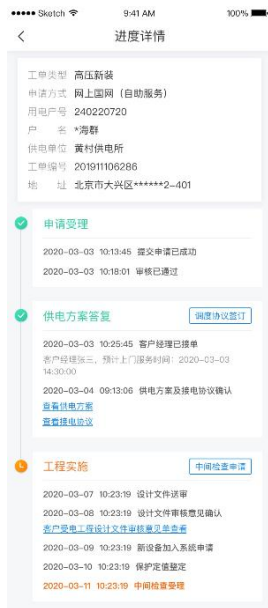 Sketch 9:41 AM 100%
进度详情
工单类型 高压新装
申请方式 网上国网（自助服务）
用电户号 240220720
户 名 *海群
供电单位 黄村供电所
工单编号 201911106286
地 址 北京市大兴区******2-401
申请受理
2020-03-03 10:13:45 提交申请已成功
2020-03-03 10:18:01 审核已通过
供电方案答复 调度协议签订
2020-03-03 10:25:45 客户经理已接单
客户经理张三，预计上门服务时间：2020-03-03
14:30:00
2020-03-04 09:13:06 供电方案及接电协议确认
查看供电方案
查看接电协议
工程实施 中间检查申请
2020-03-07 10:23:19 设计文件送审
2020-03-08 10:23:19 设计文件审核意见确认
客户受电工程设计文件审核意见单查看
2020-03-09 10:23:19 新设备加入系统申请
2020-03-10 10:23:19 保护定值整定
2020-03-11 10:23:19 中间检查受理